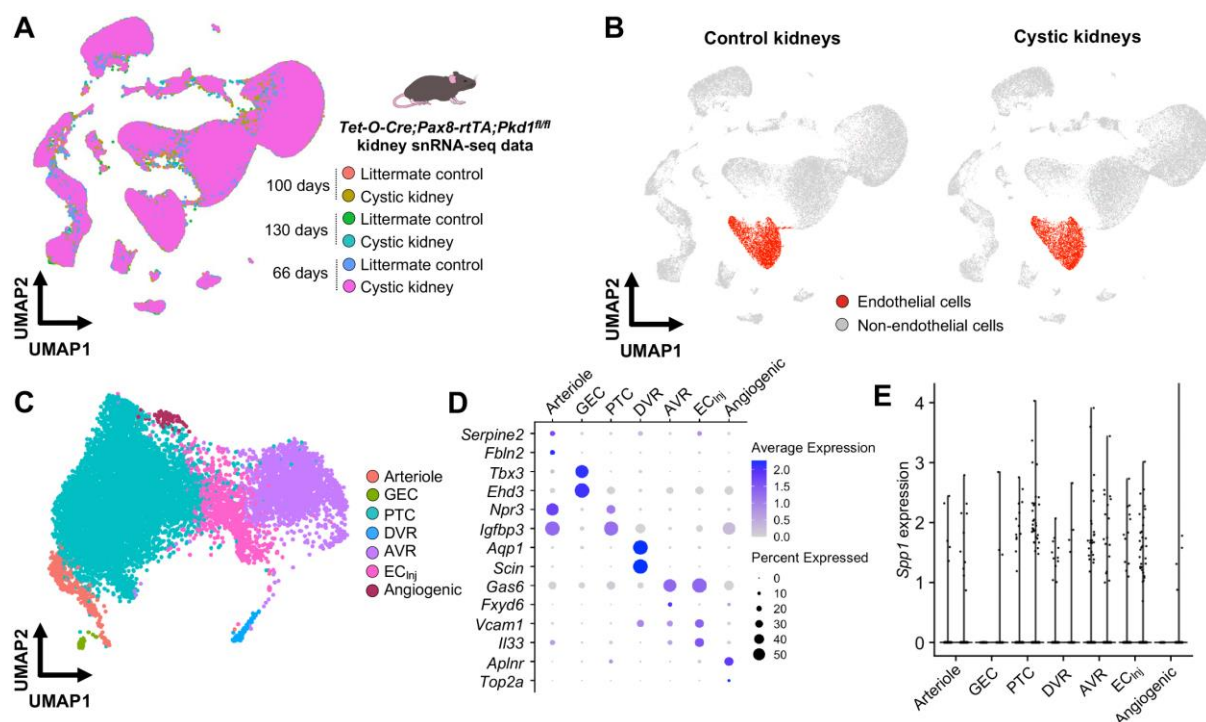 A
Tet-O-Cre;Pax8-rtTA;Pkd1fl/fl
kidney snRNA-seq data
100 days
Littermate control
Cystic kidney
130 days
Littermate control
Cystic kidney
66 days
Littermate control
Cystic kidney
UMAP2
UMAP1
B
Control kidneys
Cystic kidneys
UMAP2
UMAP1
Endothelial cells
Non-endothelial cells
C
Arteriole
GEC
PTC
DVR
AVR
ECInj
Angiogenic
UMAP2
UMAP1
D
Arteriole
GEC
PTC
DVR
AVR
ECInj
Angiogenic
Serpine2
Fbln2
Tbx3
Ehd3
Npr3
Igfbp3
Aqp1
Scin
Gas6
Fxyd6
Vcam1
Il33
Aplnr
Top2a
Average Expression
2.0
1.5
1.0
0.5
0.0
Percent Expressed
0
10
20
30
40
50
E
Spp1 expression
4
3
2
1
0
Arteriole
GEC
PTC
DVR
AVR
ECInj
Angiogenic